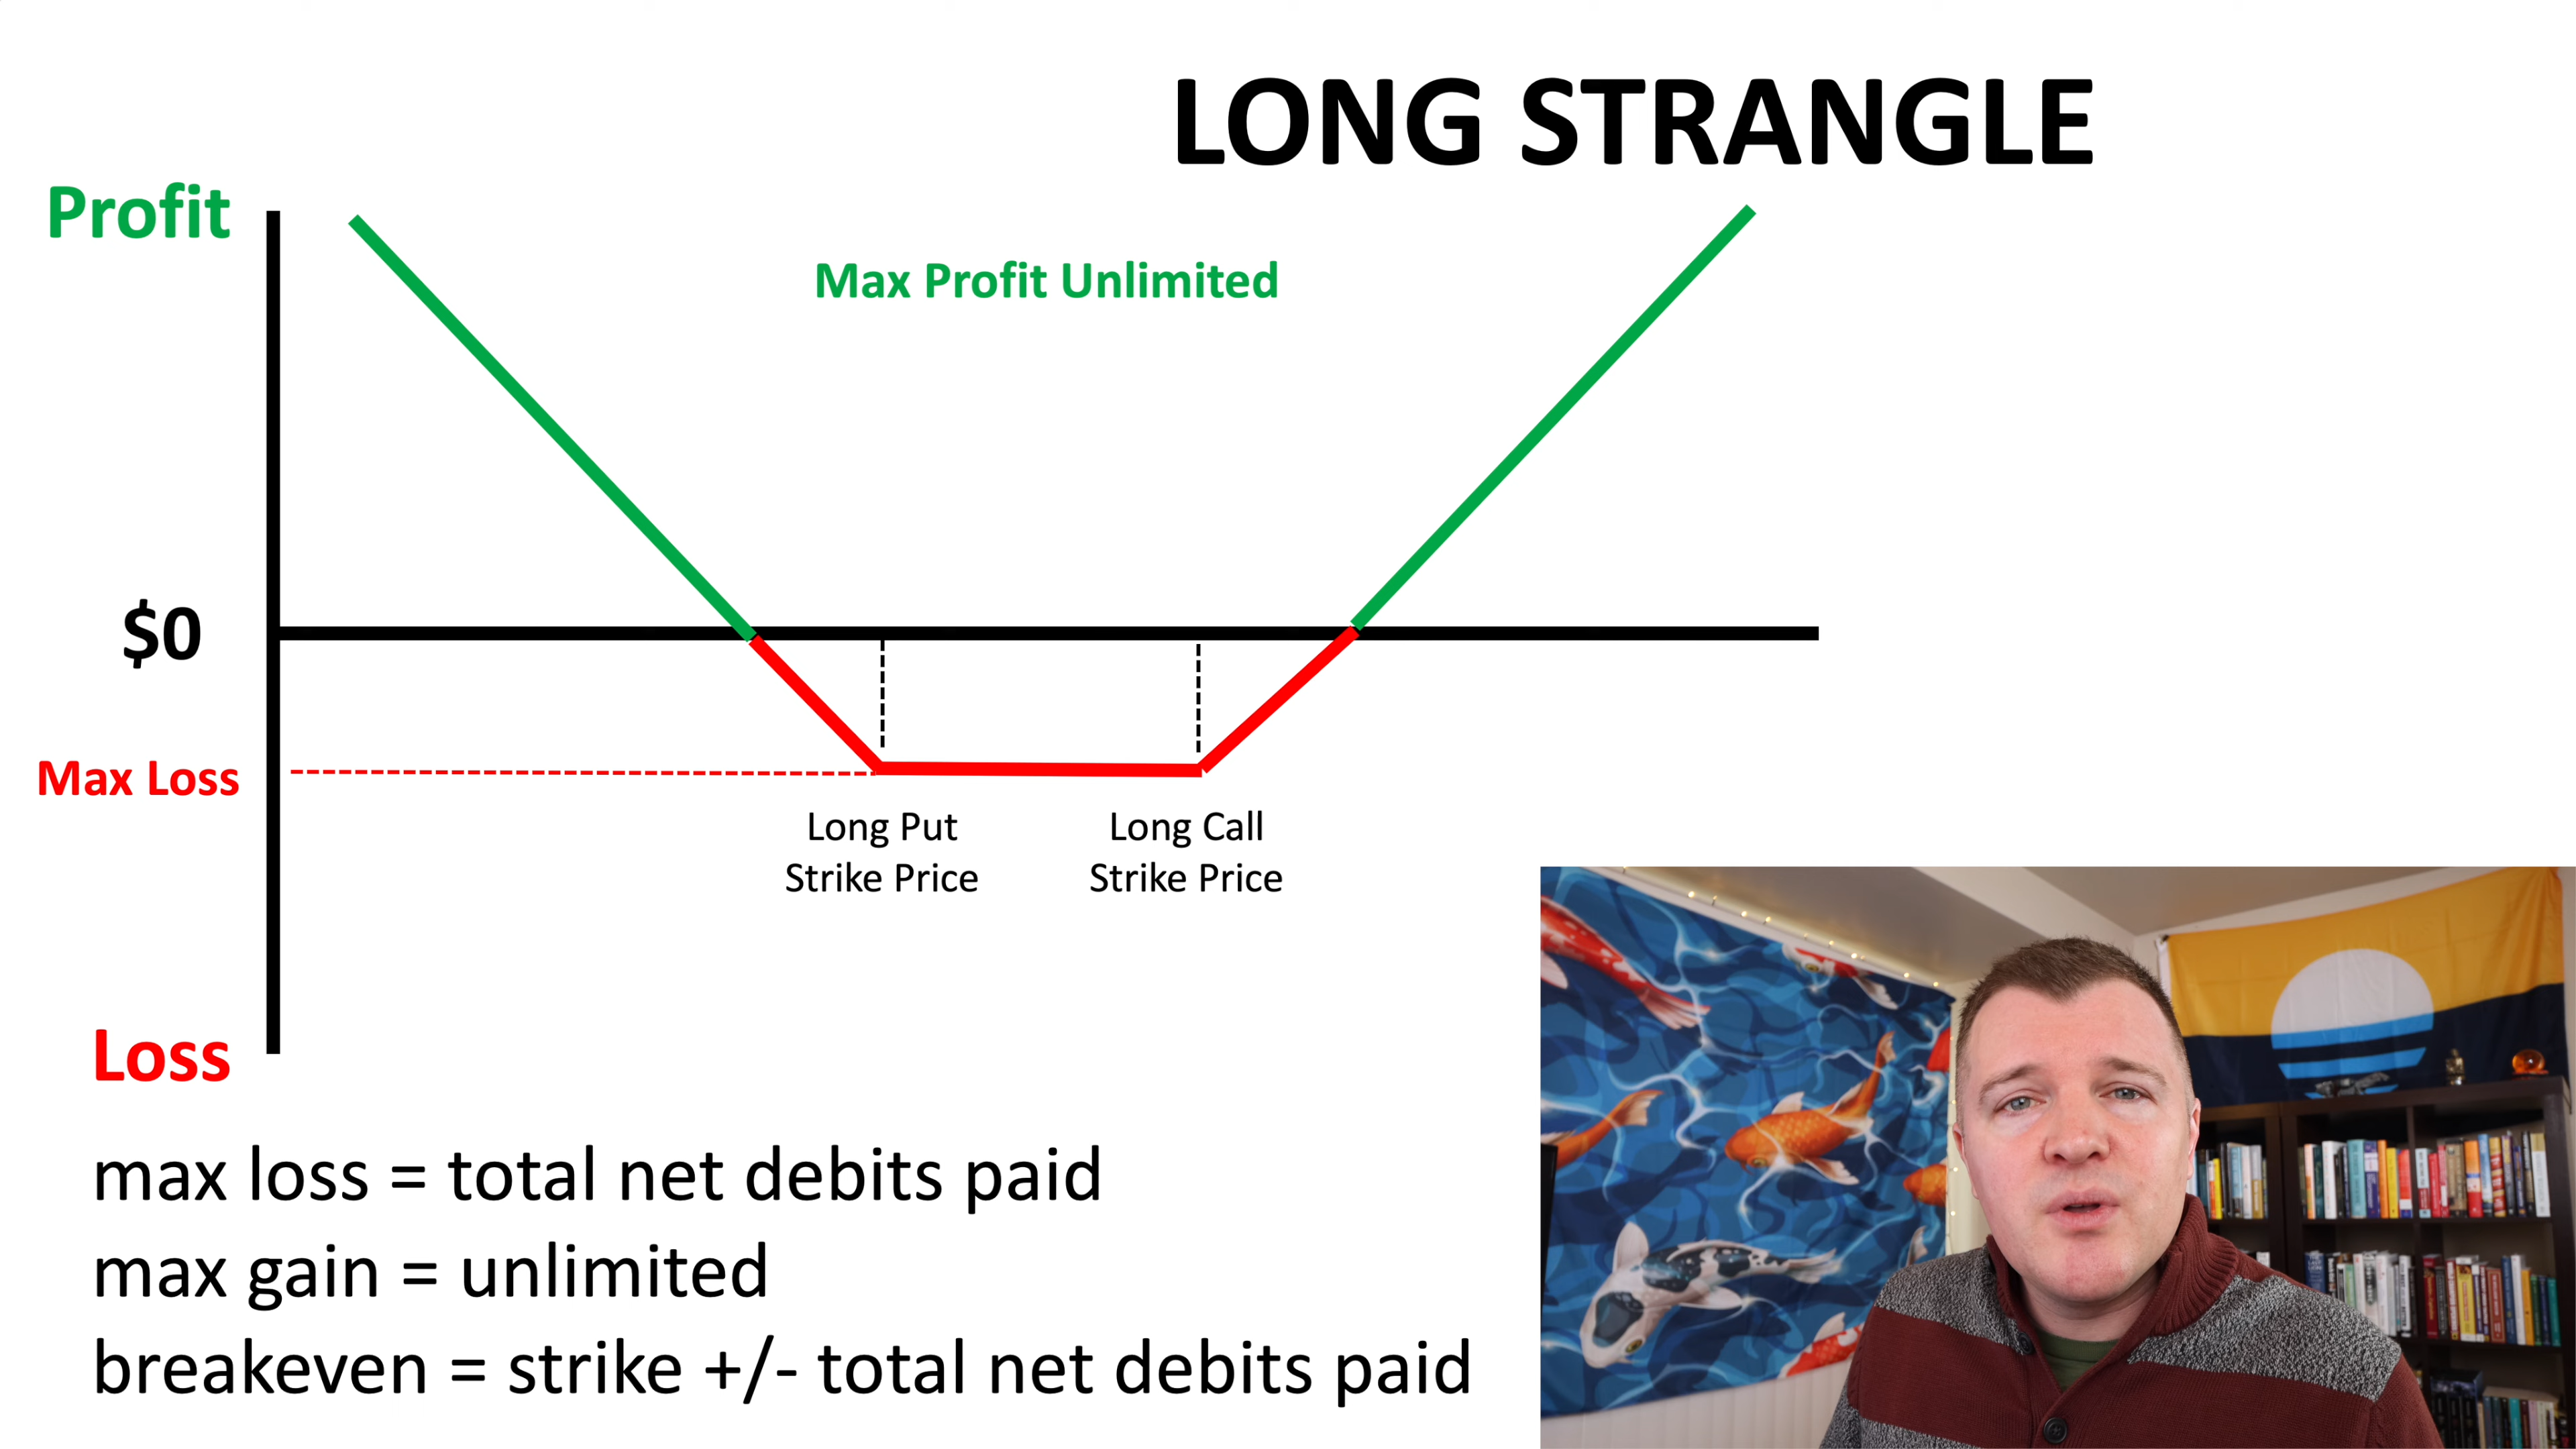 LONG STRANGLE
Profit
Max Profit Unlimited
$0
Max Loss
Long Put
Strike Price
Long Call
Strike Price
Loss
max loss = total net debits paid
max gain = unlimited
breakeven = strike +/- total net debits paid